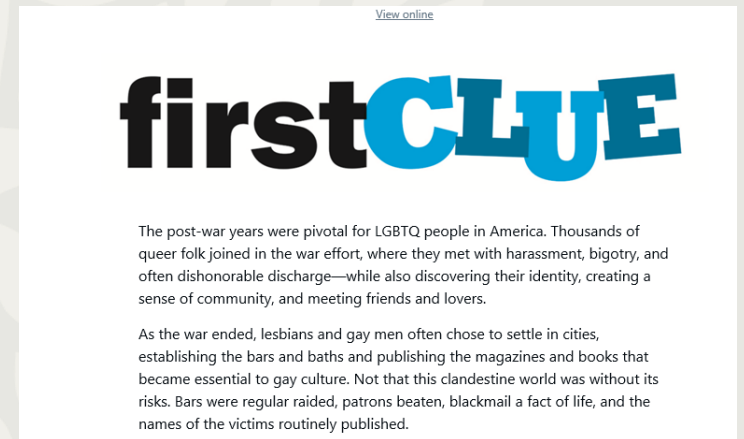 View online
firstCLUE
The post-war years were pivotal for LGBTQ people in America. Thousands of
queer folk joined in the war effort, where they met with harassment, bigotry, and
often dishonorable discharge—while also discovering their identity, creating a
sense of community, and meeting friends and lovers.
As the war ended, lesbians and gay men often chose to settle in cities,
establishing the bars and baths and publishing the magazines and books that
became essential to gay culture. Not that this clandestine world was without its
risks. Bars were regular raided, patrons beaten, blackmail a fact of life, and the
names of the victims routinely published.